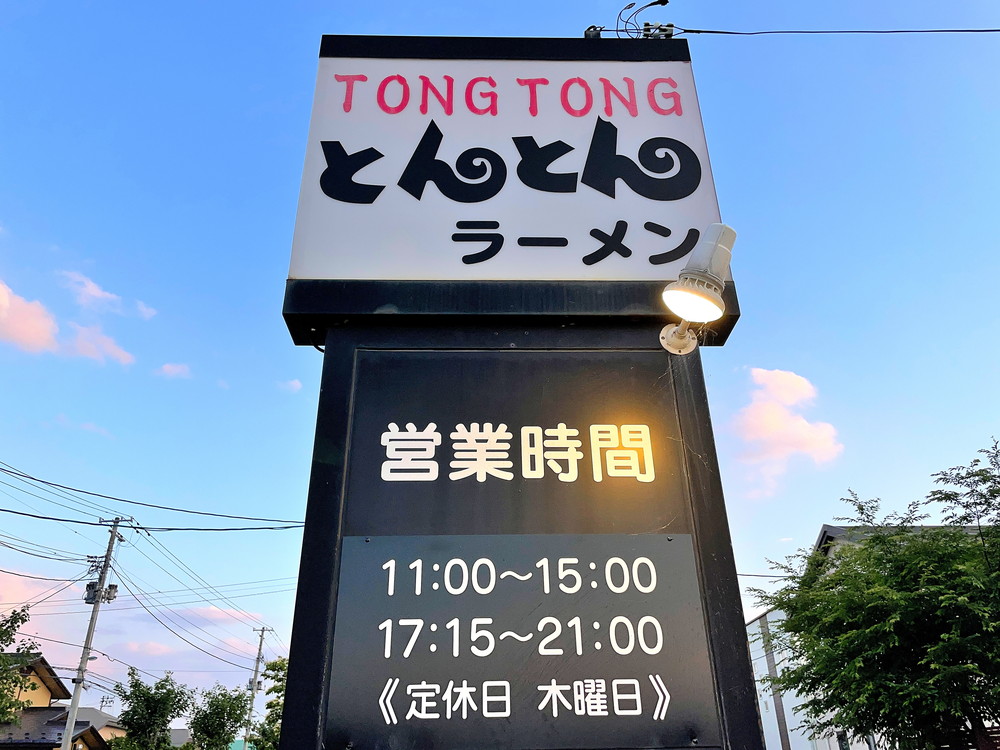 TONG TONG
とんとん
ラーメン
営業時間
11:00〜15:00
17:15〜21:00
《定休日 木曜日》